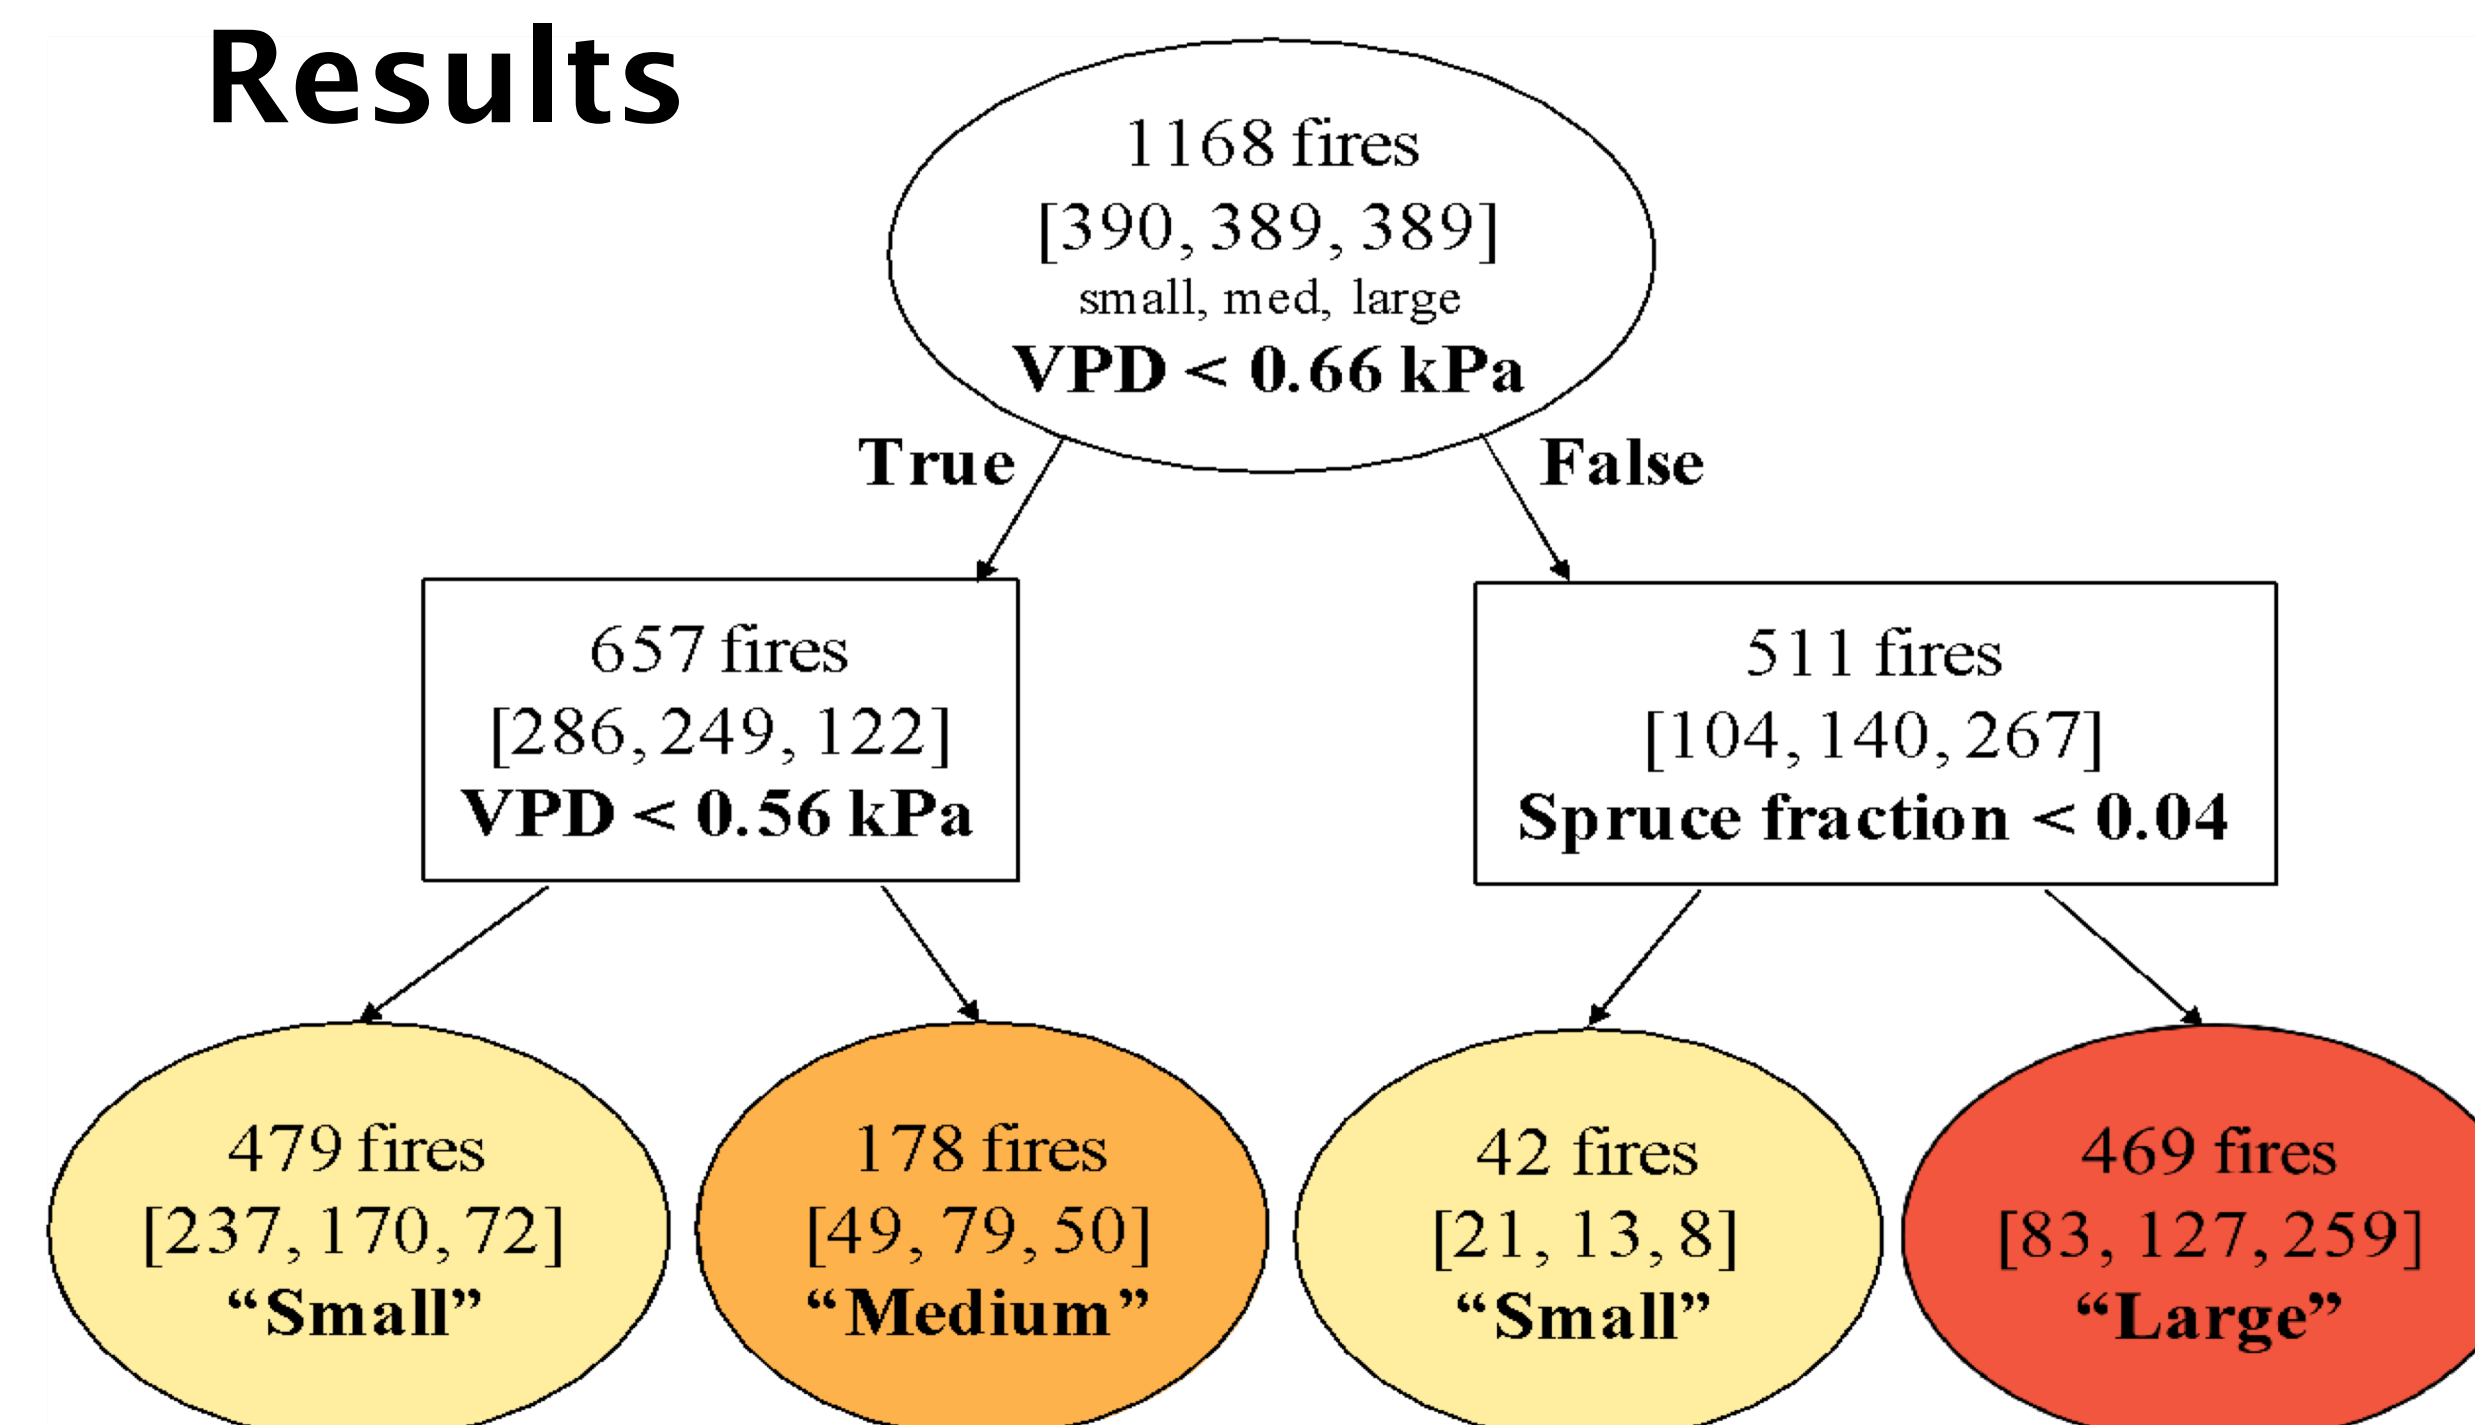 Results
1168 fires
[390, 389, 389]
small, med, large
VPD < 0.66 kPa
True
False
657 fires
[286, 249, 122]
VPD < 0.56 kPa
511 fires
[104, 140, 267]
Spruce fraction < 0.04
479 fires
[237, 170, 72]
“Small”
178 fires
[49, 79, 50]
“Medium”
42 fires
[21, 13, 8]
“Small”
469 fires
[83, 127, 259]
“Large”